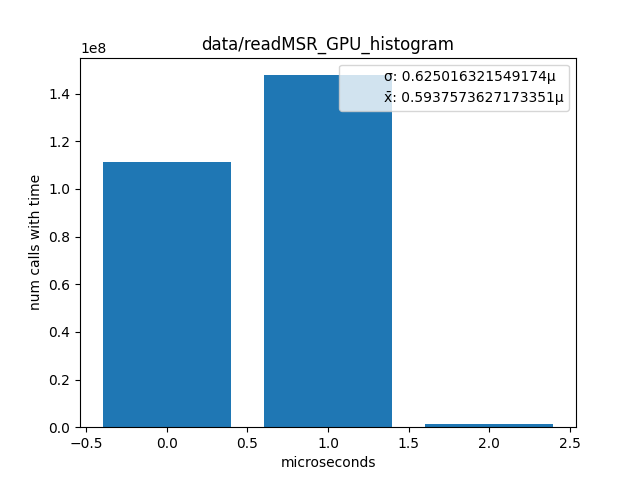 data/readMSR_GPU_histogram
1e8
σ: 0.625016321549174μ
x̄: 0.5937573627173351μ
1.4
1.2
1.0
0.8
0.6
0.4
0.2
0.0
num calls with time
−0.5 0.0 0.5 1.0 1.5 2.0 2.5
microseconds